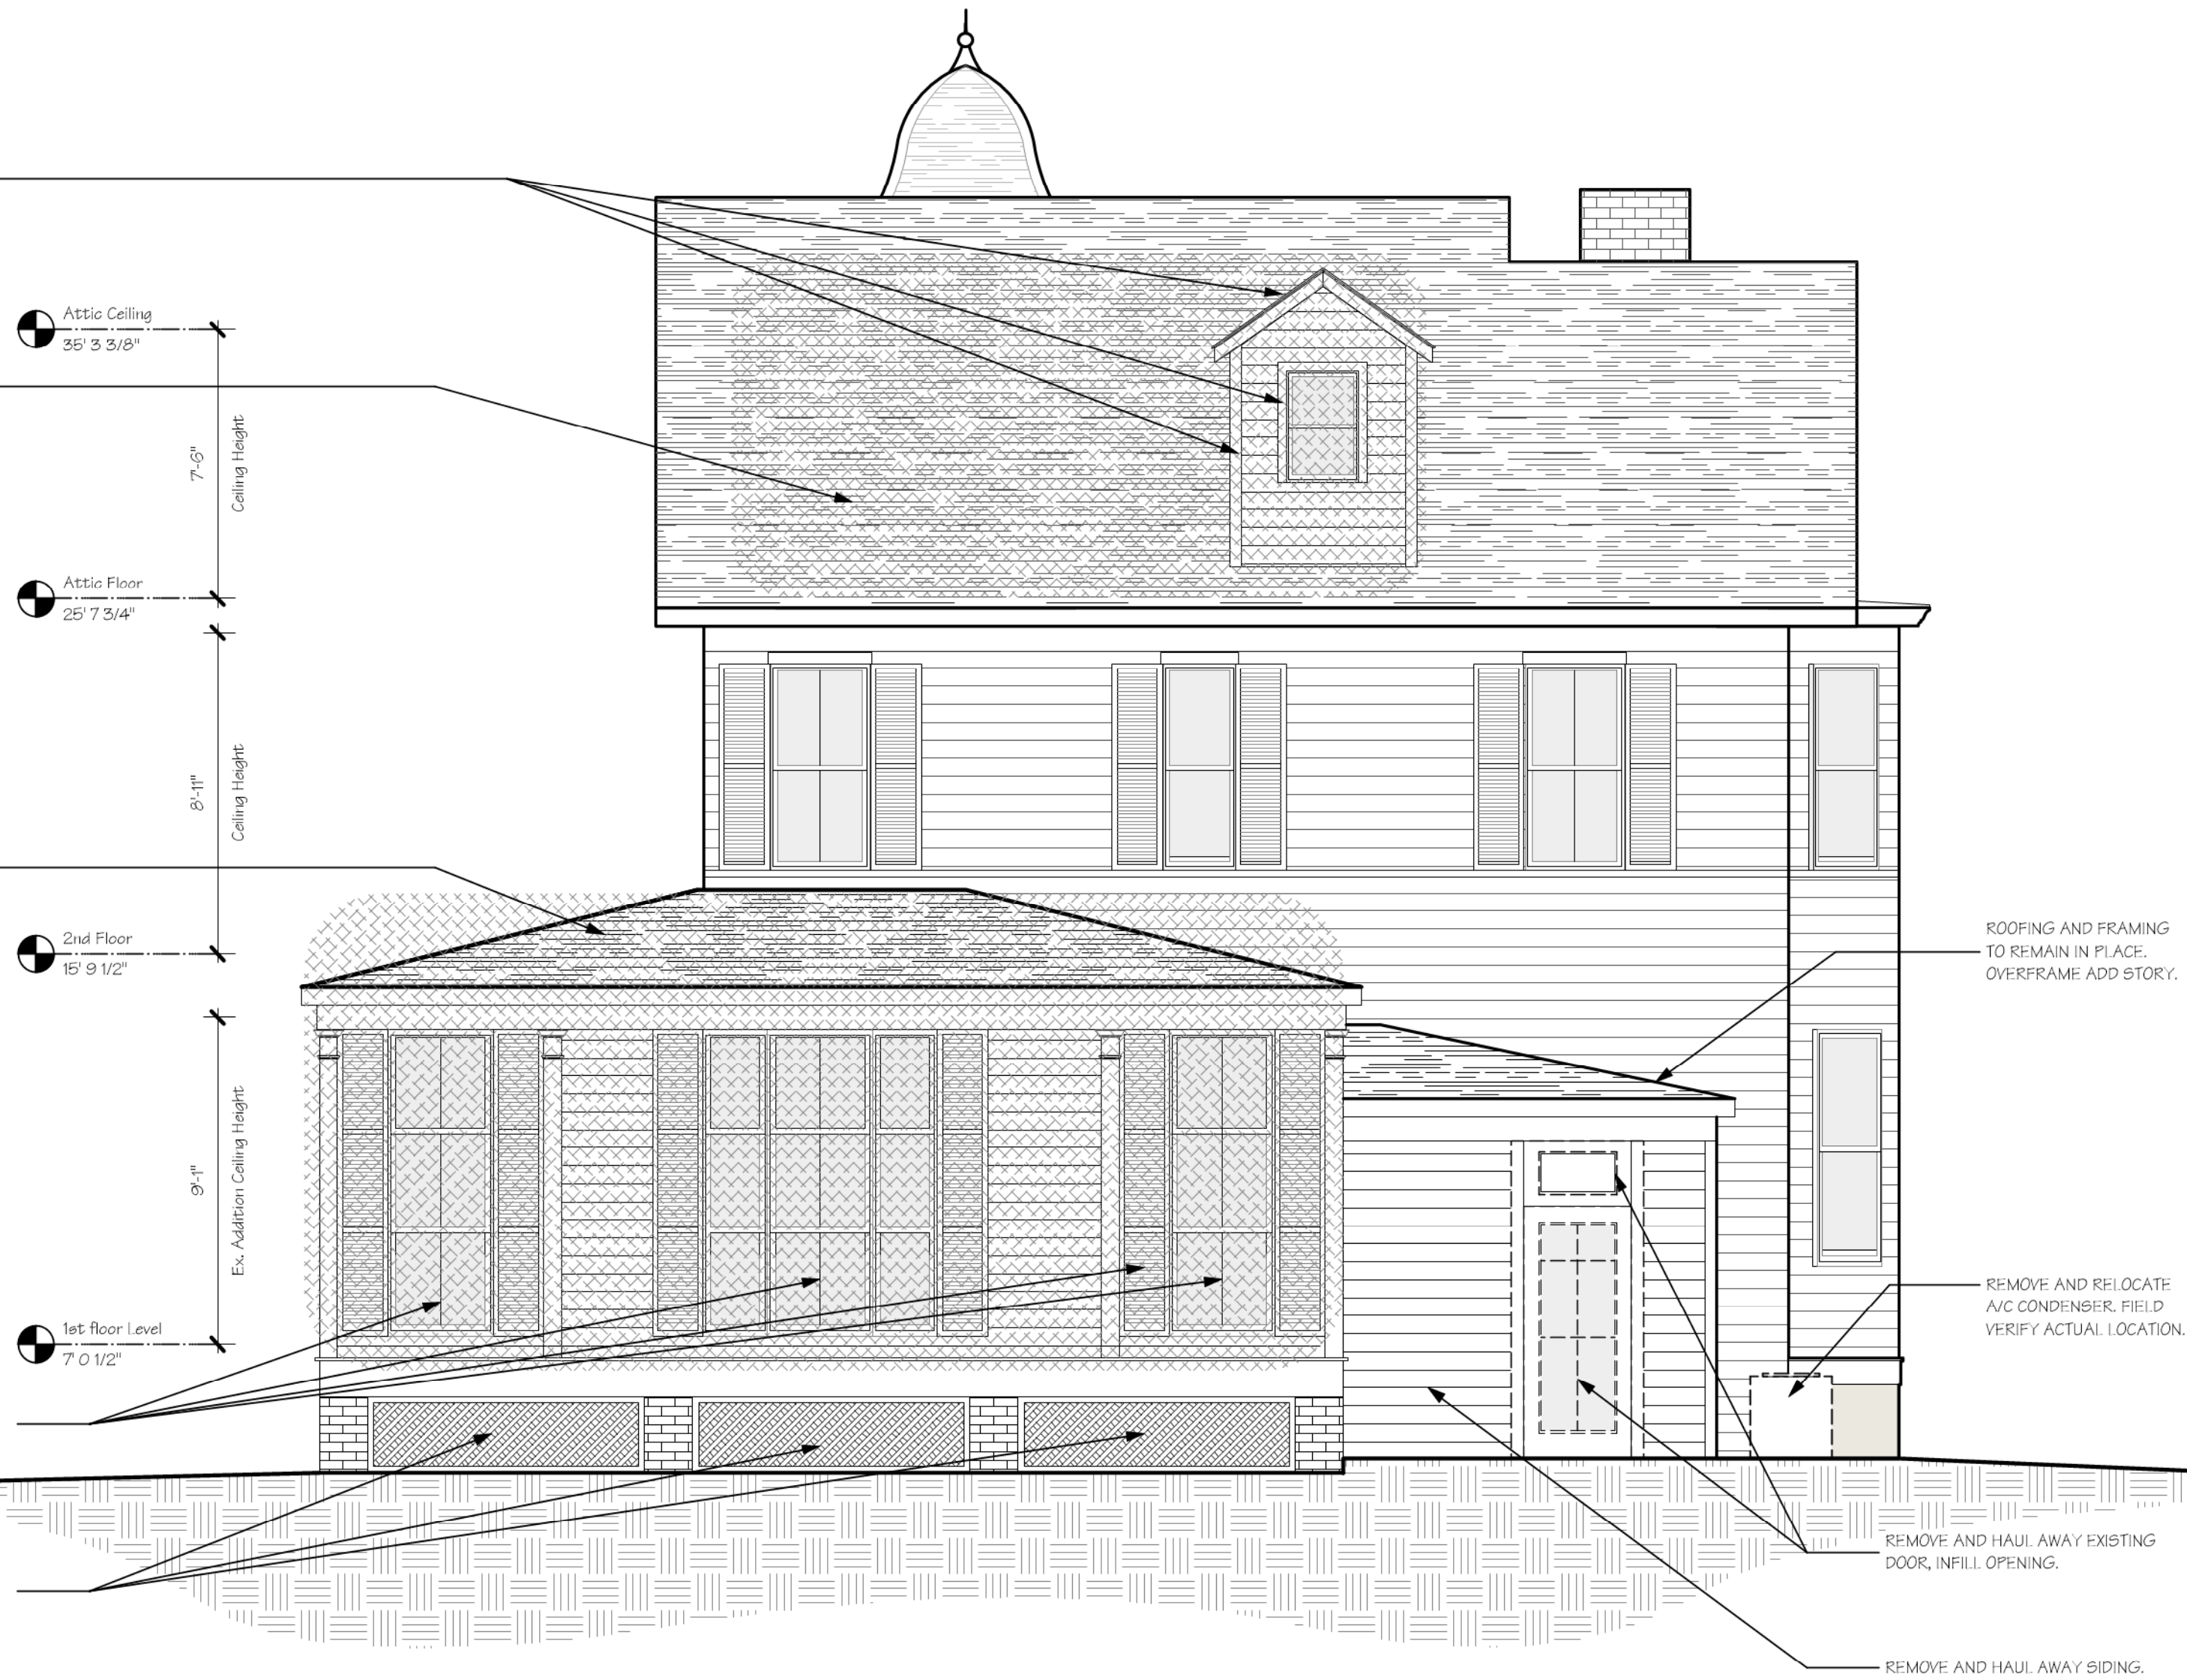 Attic Ceiling
35' 3 3/8"
7'-6"
Ceiling Height
Attic Floor
25' 7 3/4"
8'-11"
Ceiling Height
2nd Floor
15' 9 1/2"
9'-1"
Ex. Addition Ceiling Height
1st floor Level
7' 0 1/2"
ROOFING AND FRAMING
TO REMAIN IN PLACE.
OVERFRAME ADD STORY.
REMOVE AND RELOCATE
A/C CONDENSER. FIELD
VERIFY ACTUAL LOCATION.
REMOVE AND HAUL AWAY EXISTING
DOOR, INFILL OPENING.
REMOVE AND HAUL AWAY SIDING.